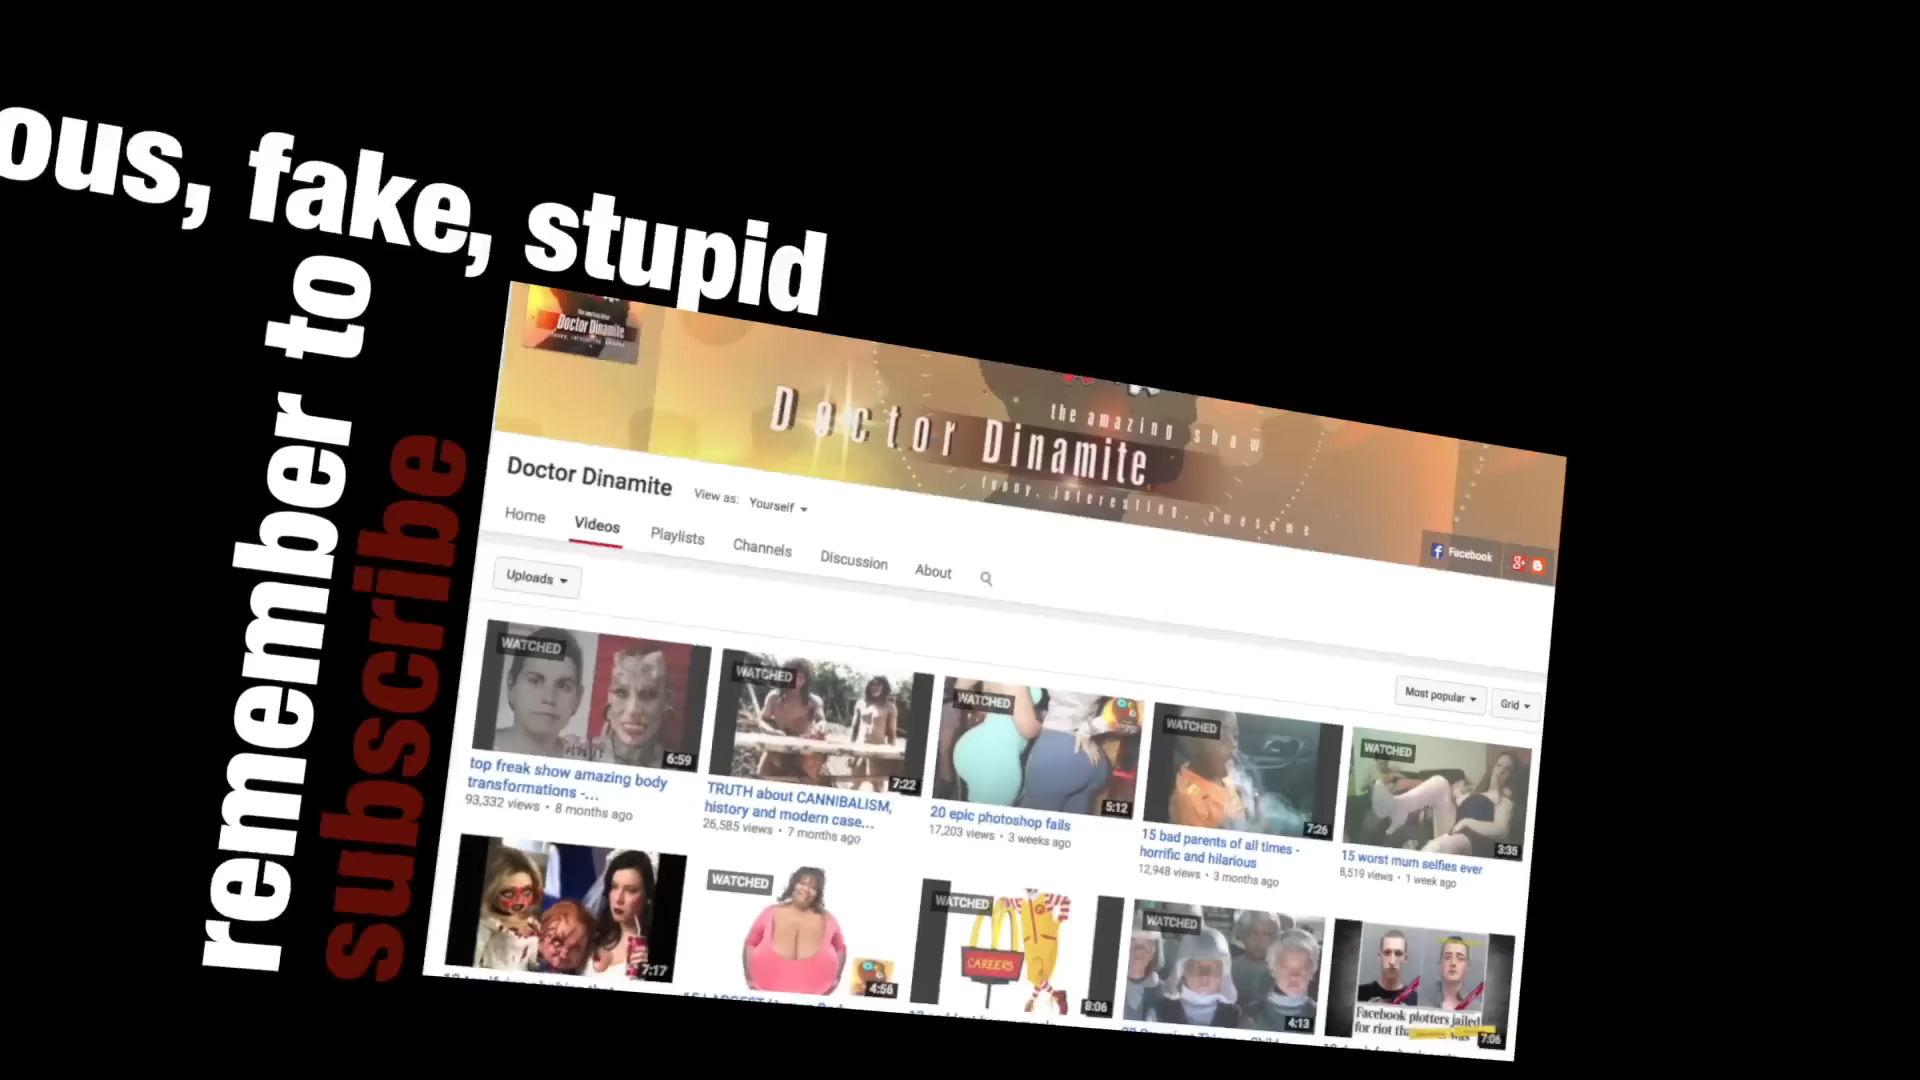 ous, fake, stupid
remember to
subscribe
Doctor Dinamite
the amazing show
Doctor Dinamite
funny, interesting, awesome
Facebook
Doctor Dinamite
View as: Yourself
Home Videos Playlists Channels Discussion About
Uploads
Most popular Grid
WATCHED
6:59
top freak show amazing body
transformations -...
93,332 views • 8 months ago
WATCHED
7:22
TRUTH about CANNIBALISM,
history and modern case...
26,585 views • 7 months ago
WATCHED
5:12
20 epic photoshop fails
17,203 views • 3 weeks ago
WATCHED
7:26
15 bad parents of all times -
horrific and hilarious
12,948 views • 3 months ago
WATCHED
3:35
15 worst mum selfies ever
8,519 views • 1 week ago
7:17
WATCHED
4:56
WATCHED
CAREERS
8:06
WATCHED
4:13
Facebook plotters jailed
for riot
7:06